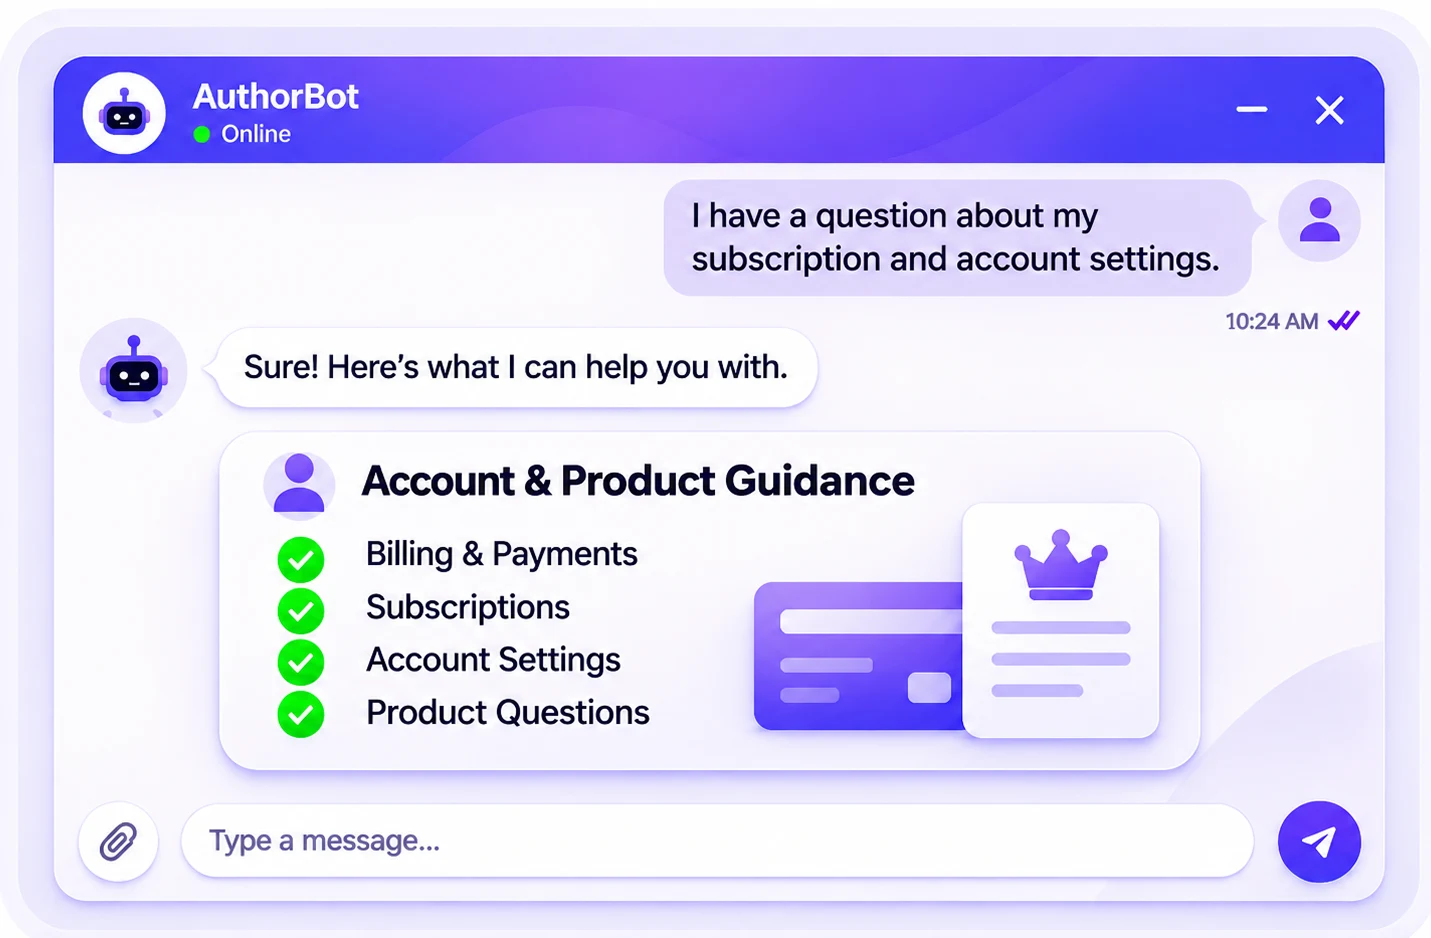 AuthorBot
Online
I have a question about my
subscription and account settings.
10:24 AM
Sure! Here’s what I can help you with.
Account & Product Guidance
Billing & Payments
Subscriptions
Account Settings
Product Questions
Type a message...